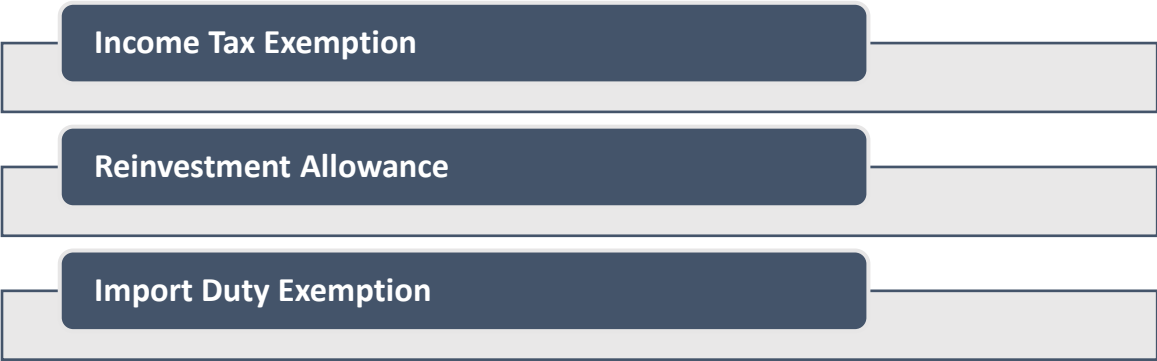 Income Tax Exemption
Reinvestment Allowance
Import Duty Exemption